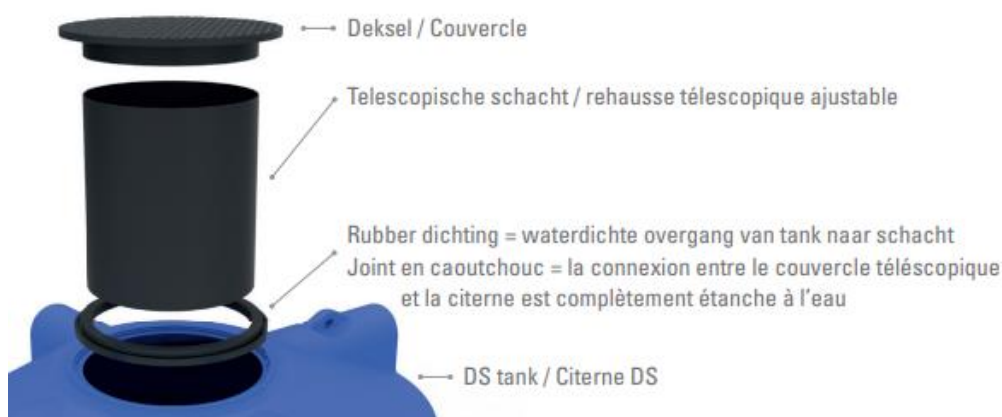 Deksel / Couvercle
Telescopische schacht / rehausse télescopique ajustable
Rubber dichting = waterdichte overgang van tank naar schacht
Joint en caoutchouc = la connexion entre le couvercle téléscopique
et la citerne est complètement étanche à l'eau
DS tank / Citerne DS